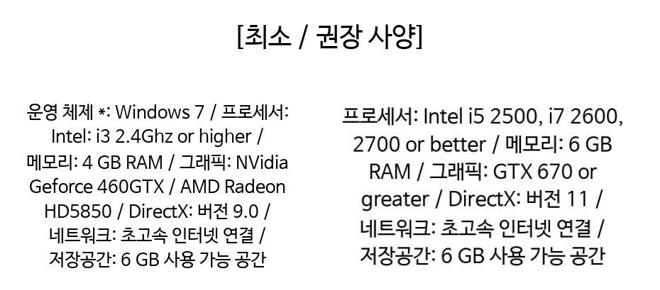 [최소 / 권장 사양]
운영 체제 *: Windows 7 / 프로세서:
Intel: i3 2.4Ghz or higher /
메모리: 4 GB RAM / 그래픽: NVidia
Geforce 460GTX / AMD Radeon
HD5850 / DirectX: 버전 9.0 /
네트워크: 초고속 인터넷 연결 /
저장공간: 6 GB 사용 가능 공간
프로세서: Intel i5 2500, i7 2600,
2700 or better / 메모리: 6 GB
RAM / 그래픽: GTX 670 or
greater / DirectX: 버전 11 /
네트워크: 초고속 인터넷 연결 /
저장공간: 6 GB 사용 가능 공간